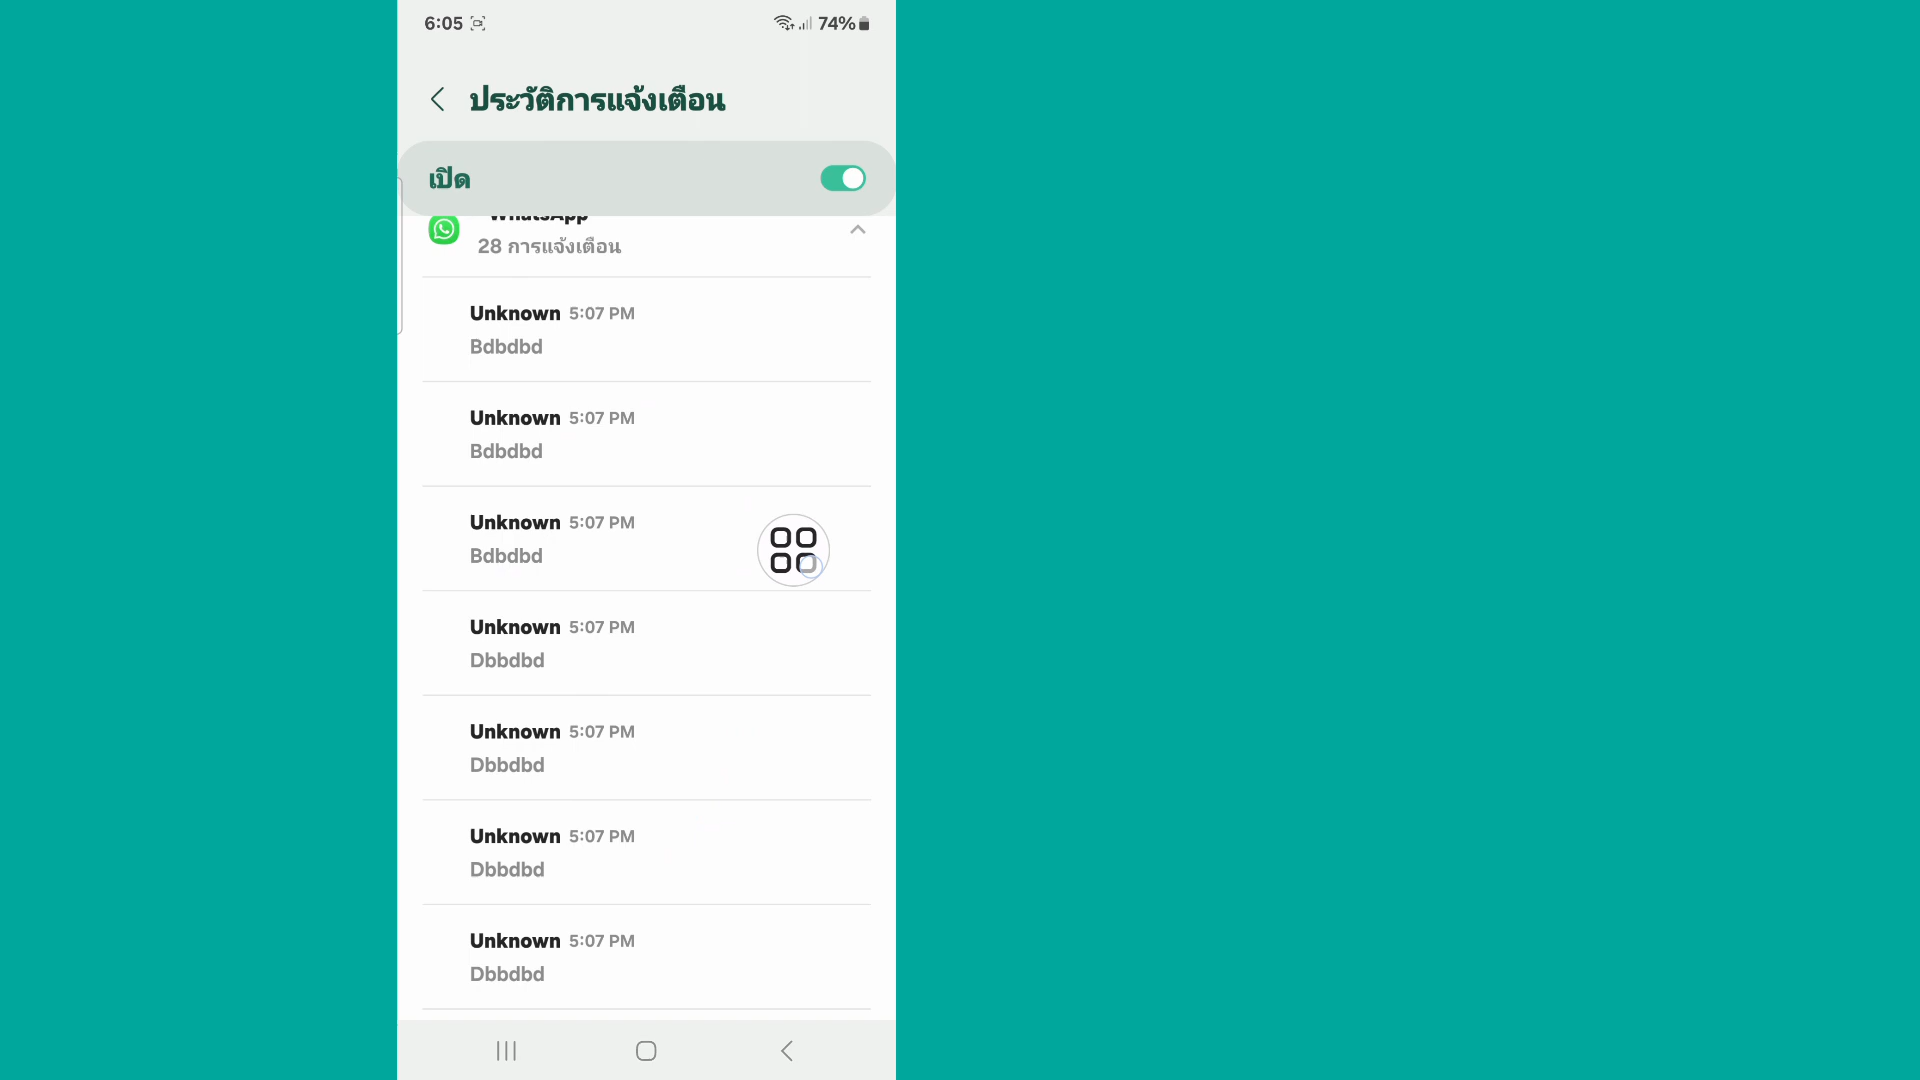 6:05
74%
ประวัติการแจ้งเตือน
เปิด
WhatsApp
28 การแจ้งเตือน
Unknown 5:07 PM
Bdbdbd
Unknown 5:07 PM
Bdbdbd
Unknown 5:07 PM
Bdbdbd
Unknown 5:07 PM
Dbbdbd
Unknown 5:07 PM
Dbbdbd
Unknown 5:07 PM
Dbbdbd
Unknown 5:07 PM
Dbbdbd